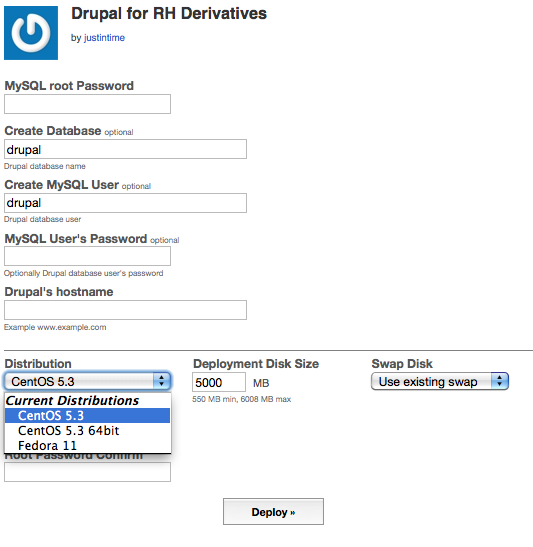 Drupal for RH Derivatives
by justintime
MySQL root Password
Create Database optional
drupal
Drupal database name
Create MySQL User optional
drupal
Drupal database user
MySQL User's Password optional
Optionally Drupal database user's password
Drupal's hostname
Example www.example.com
Distribution Deployment Disk Size Swap Disk
CentOS 5.3 5000 MB Use existing swap
550 MB min, 6008 MB max
Current Distributions
CentOS 5.3
CentOS 5.3 64bit
Fedora 11
Root Password Confirm
Deploy »